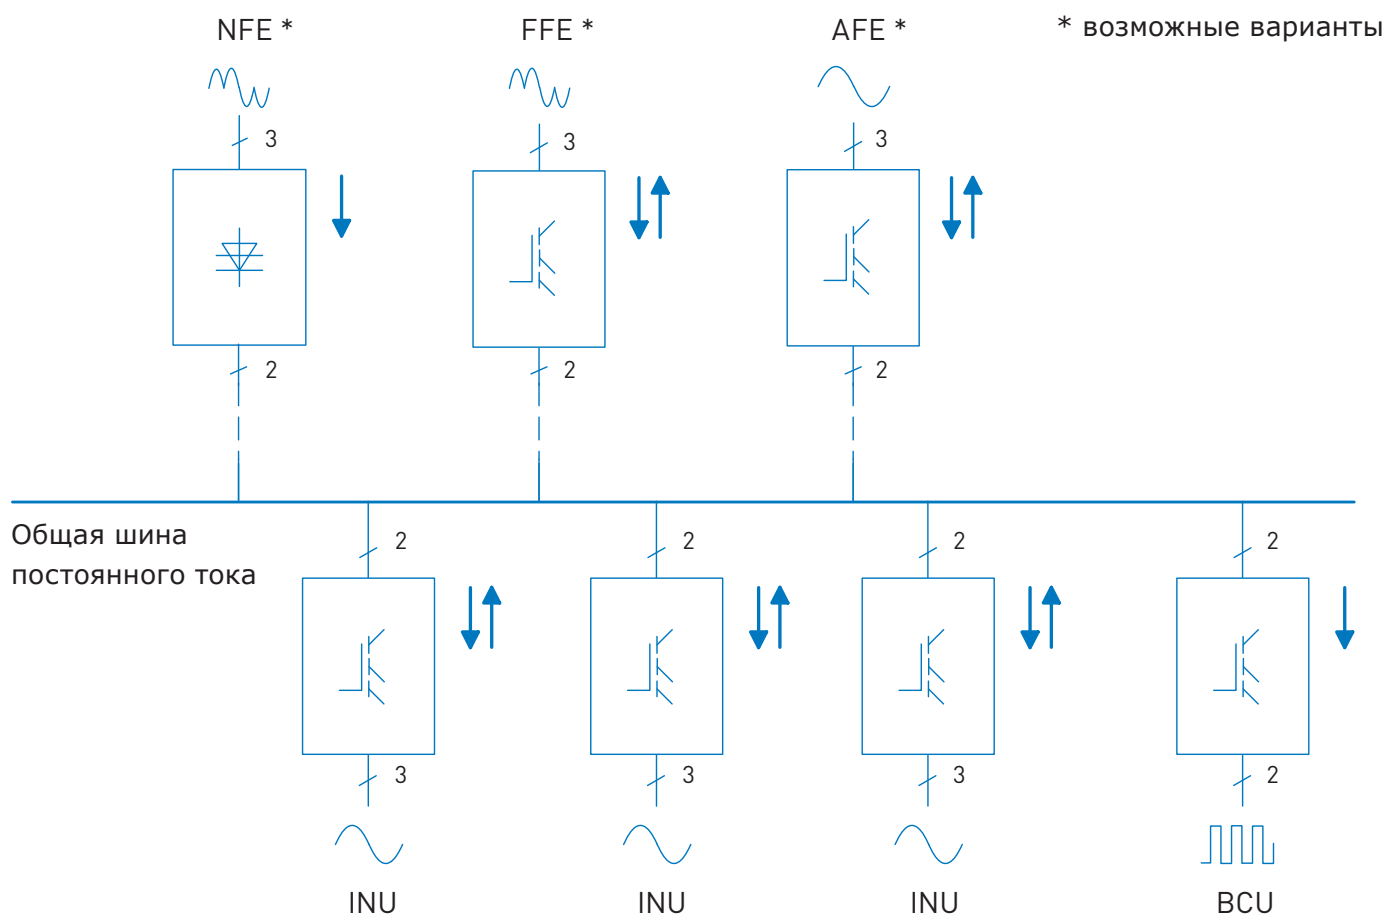 NFE *
FFE *
AFE *
* возможные варианты
3
3
3
2
2
2
Общая шина
постоянного тока
2
2
2
2
3
3
3
2
INU
INU
INU
BCU